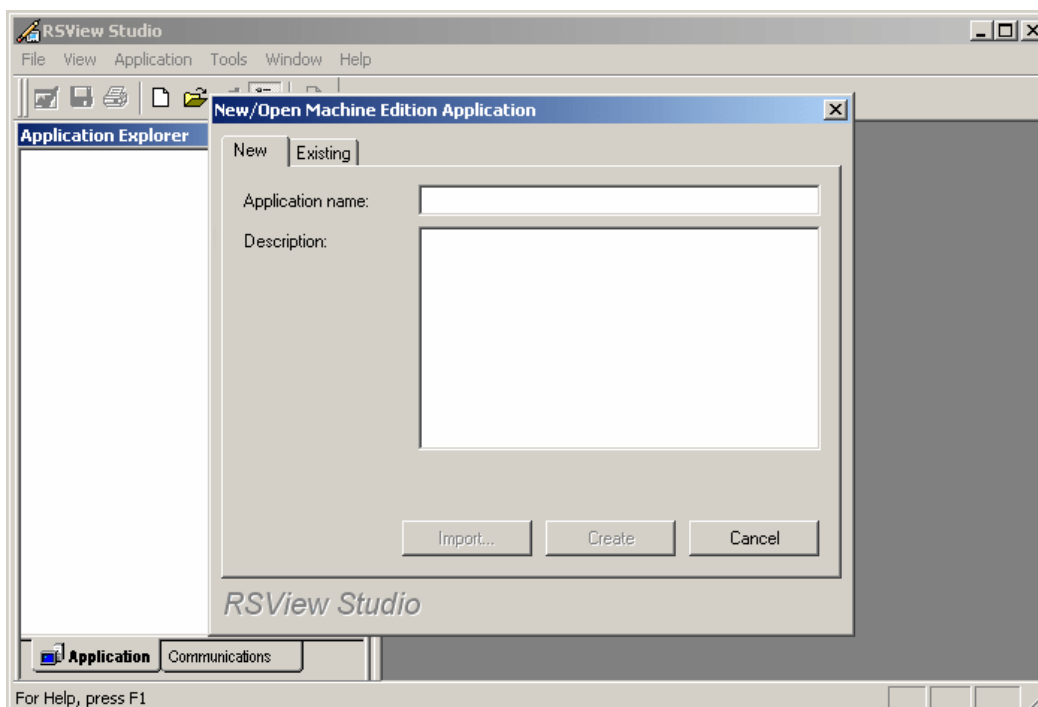 RSView Studio
File View Application Tools Window Help
New/Open Machine Edition Application
Application Explorer
New Existing
Application name:
Description:
Import... Create Cancel
RSView Studio
Application Communications
For Help, press F1